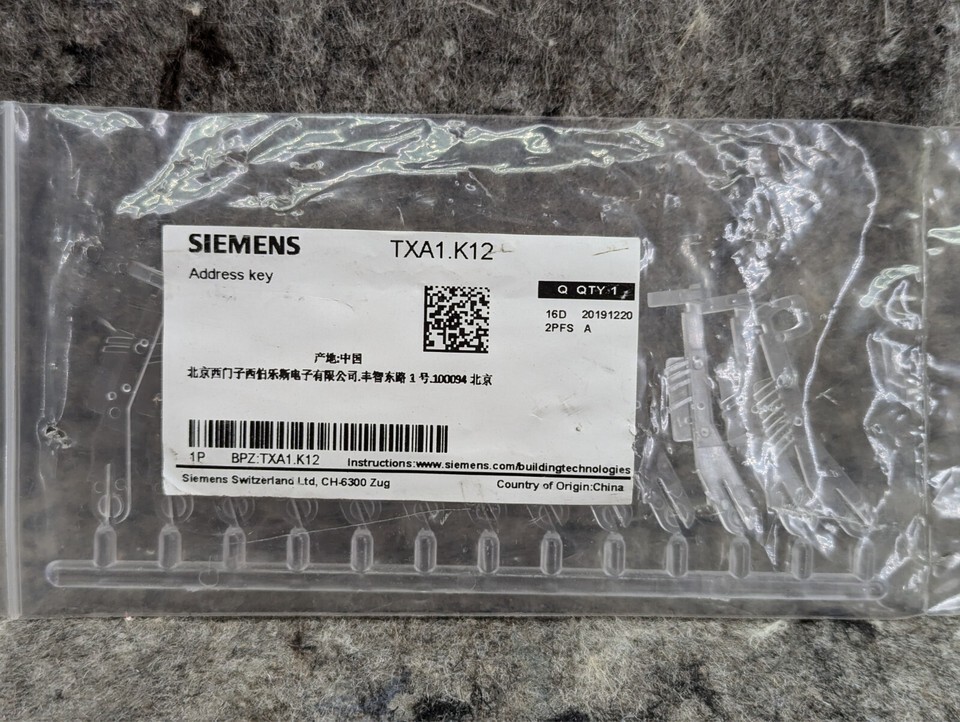 SIEMENS TXA1.K12
Address key
Q QTY 1
16D 20191220
2PFS A
产地:中国
北京西门子西伯乐斯电子有限公司.丰智东路 1 号.100094 北京
1P BPZ:TXA1.K12 Instructions:www.siemens.com/buildingtechnologies
Siemens Switzerland Ltd, CH-6300 Zug Country of Origin:China